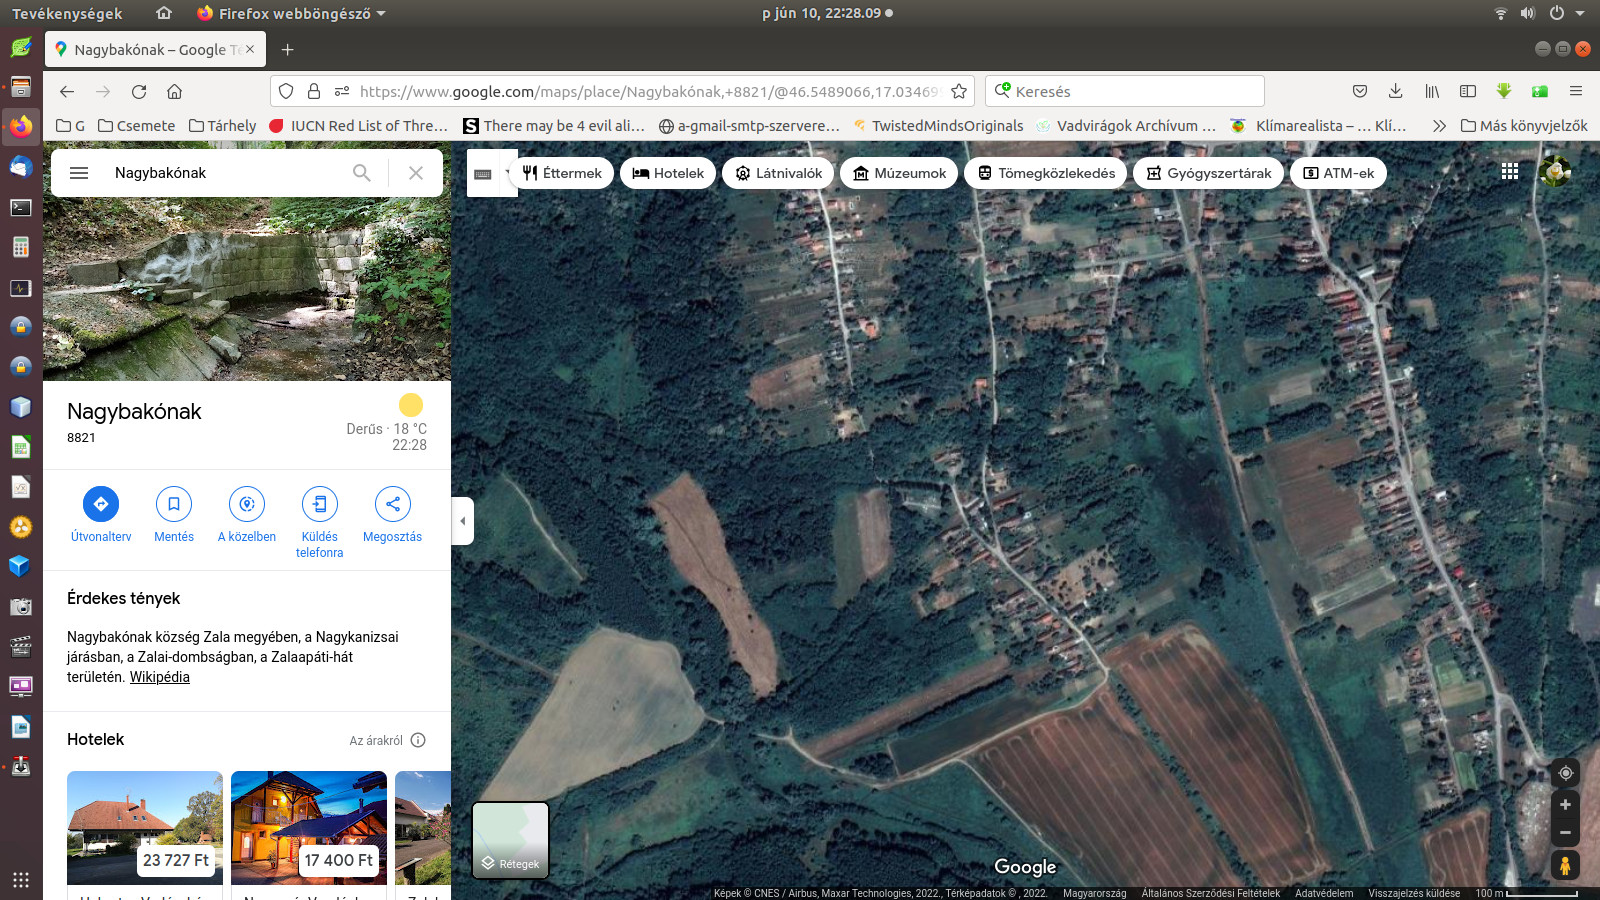 Tevékenységek
Firefox webböngésző
p jún 10, 22:28.09
Nagybakónak – Google Té
https://www.google.com/maps/place/Nagybakónak,+8821/@46.5489066,17.03469
Keresés
G
Csemete
Tárhely
IUCN Red List of Thre…
There may be 4 evil ali…
a-gmail-smtp-szervere…
TwistedMindsOriginals
Vadvirágok Archívum …
Klímarealista – … Klí…
Más könyvjelzők
Nagybakónak
Éttermek
Hotelek
Látnivalók
Múzeumok
Tömegközlekedés
Gyógyszertárak
ATM-ek
Nagybakónak
8821
Derűs · 18 °C
22:28
Útvonalterv
Mentés
A közelben
Küldés
telefonra
Megosztás
Érdekes tények
Nagybakónak község Zala megyében, a Nagykanizsai
járásban, a Zalai-dombságban, a Zalaapáti-hát
területén. Wikipédia
Hotelek
Az árakról
23 727 Ft
17 400 Ft
Rétegek
Google
Képek © CNES / Airbus, Maxar Technologies, 2022., Térképadatok © , 2022.
Magyarország
Általános Szerződési Feltételek
Adatvédelem
Visszajelzés küldése
100 m